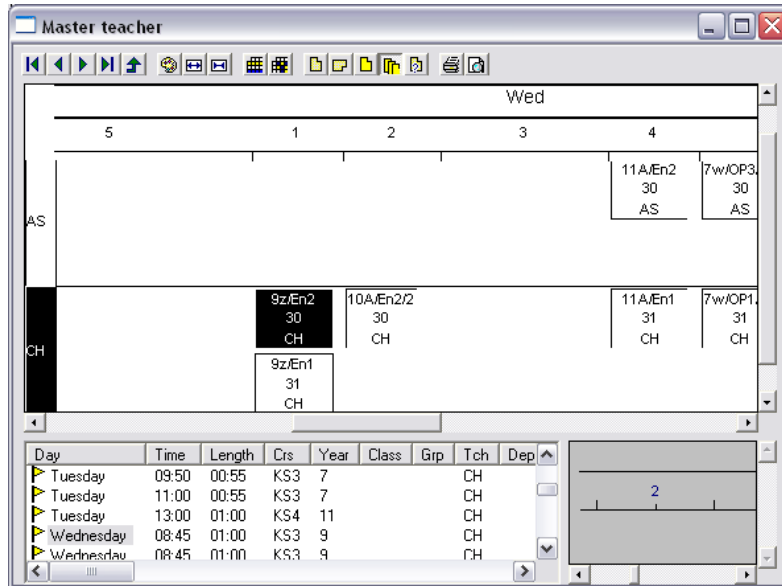 Master teacher
Wed
5 1 2 3 4
11A/En2 7w/OP3
30 30
AS AS
AS
9z/En2 10A/En2/2 11A/En1 7w/OP1
30 30 31 31
CH CH CH CH
CH
9z/En1
31
CH
Day Time Length Crs Year Class Grp Tch Dep
Tuesday 09:50 00:55 KS3 7 CH
Tuesday 11:00 00:55 KS3 7 CH
Tuesday 13:00 01:00 KS4 11 CH
Wednesday 08:45 01:00 KS3 9 CH
Wednesday 08:45 01:00 KS3 9 CH
2